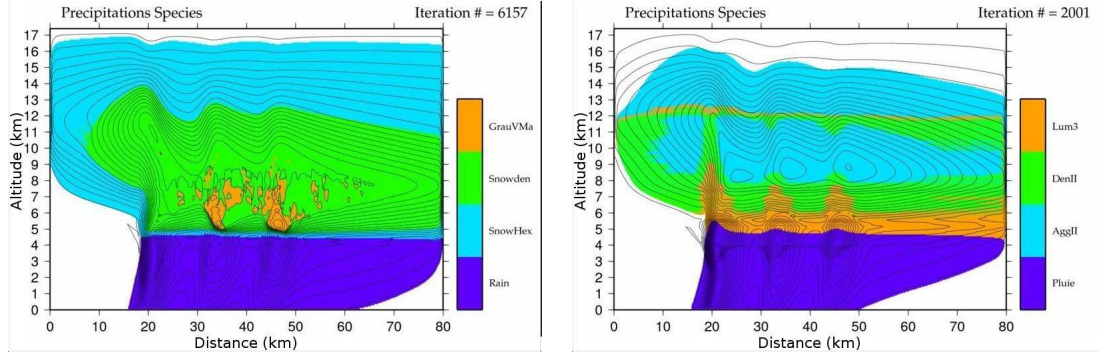 Precipitations Species Iteration # = 6157
17
16
15
14
13
12
11
10
9
8
7
6
5
4
3
2
1
0
Altitude (km)
0 10 20 30 40 50 60 70 80
Distance (km)
GrauVMa
Snowden
SnowHex
Rain
Precipitations Species Iteration # = 2001
17
16
15
14
13
12
11
10
9
8
7
6
5
4
3
2
1
0
Altitude (km)
0 10 20 30 40 50 60 70 80
Distance (km)
Lum3
DenII
AggII
Pluie